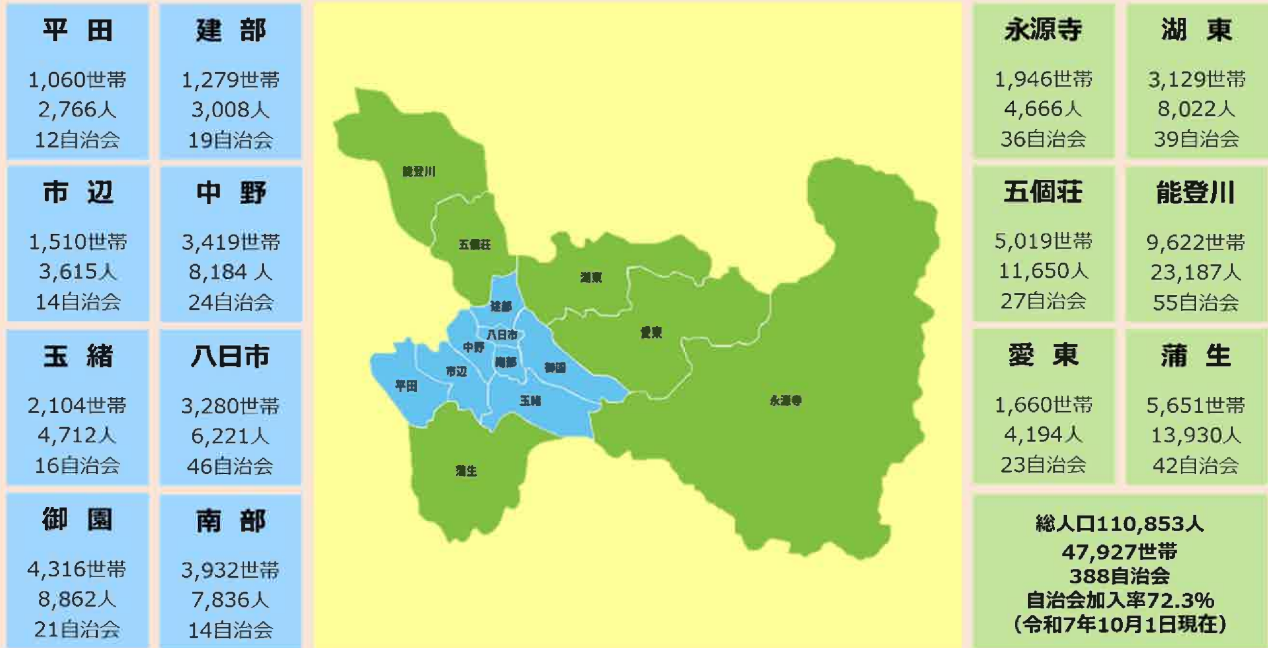 平田
1,060世帯
2,766人
12自治会
建部
1,279世帯
3,008人
19自治会
市辺
1,510世帯
3,615人
14自治会
中野
3,419世帯
8,184 人
24自治会
玉緒
2,104世帯
4,712人
16自治会
八日市
3,280世帯
6,221人
46自治会
御園
4,316世帯
8,862人
21自治会
南部
3,932世帯
7,836人
14自治会
能登川
五個荘
湖東
建部
愛東
八日市
中野
南部
御園
市辺
平田
玉緒
永源寺
蒲生
永源寺
1,946世帯
4,666人
36自治会
湖東
3,129世帯
8,022人
39自治会
五個荘
5,019世帯
11,650人
27自治会
能登川
9,622世帯
23,187人
55自治会
愛東
1,660世帯
4,194人
23自治会
蒲生
5,651世帯
13,930人
42自治会
総人口110,853人
47,927世帯
388自治会
自治会加入率72.3%
(令和7年10月1日現在)